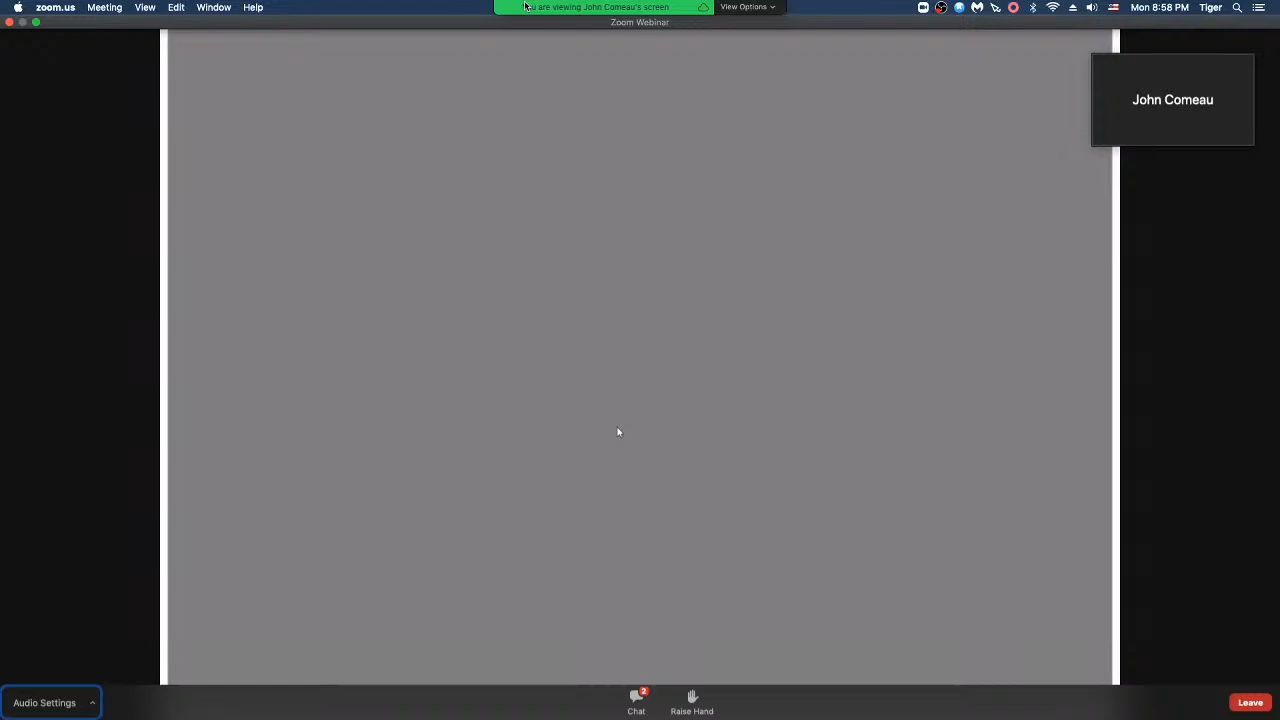 zoom.us Meeting View Edit Window Help
are viewing John Comeau's screen View Options
Mon 8:58 PM Tiger
Zoom Webinar
John Comeau
Audio Settings
2
Chat
Raise Hand
Leave